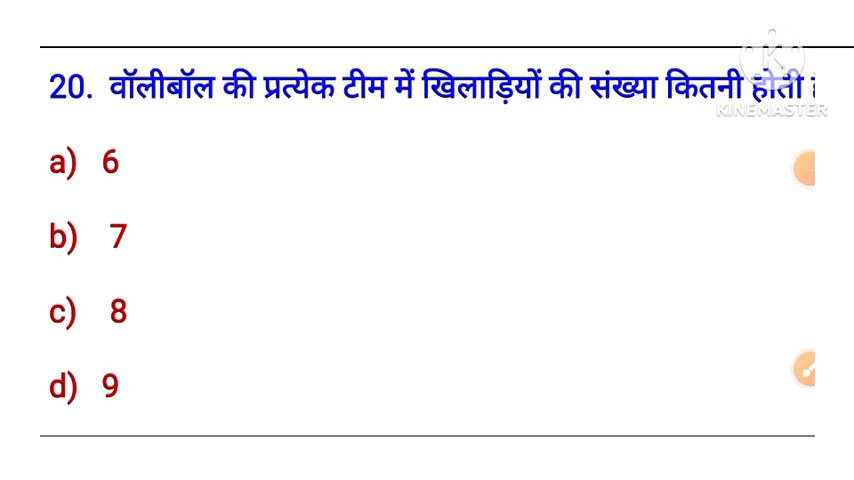 20. वॉलीबॉल की प्रत्येक टीम में खिलाड़ियों की संख्या कितनी होती
KINEMASTER
a) 6
b) 7
c) 8
d) 9